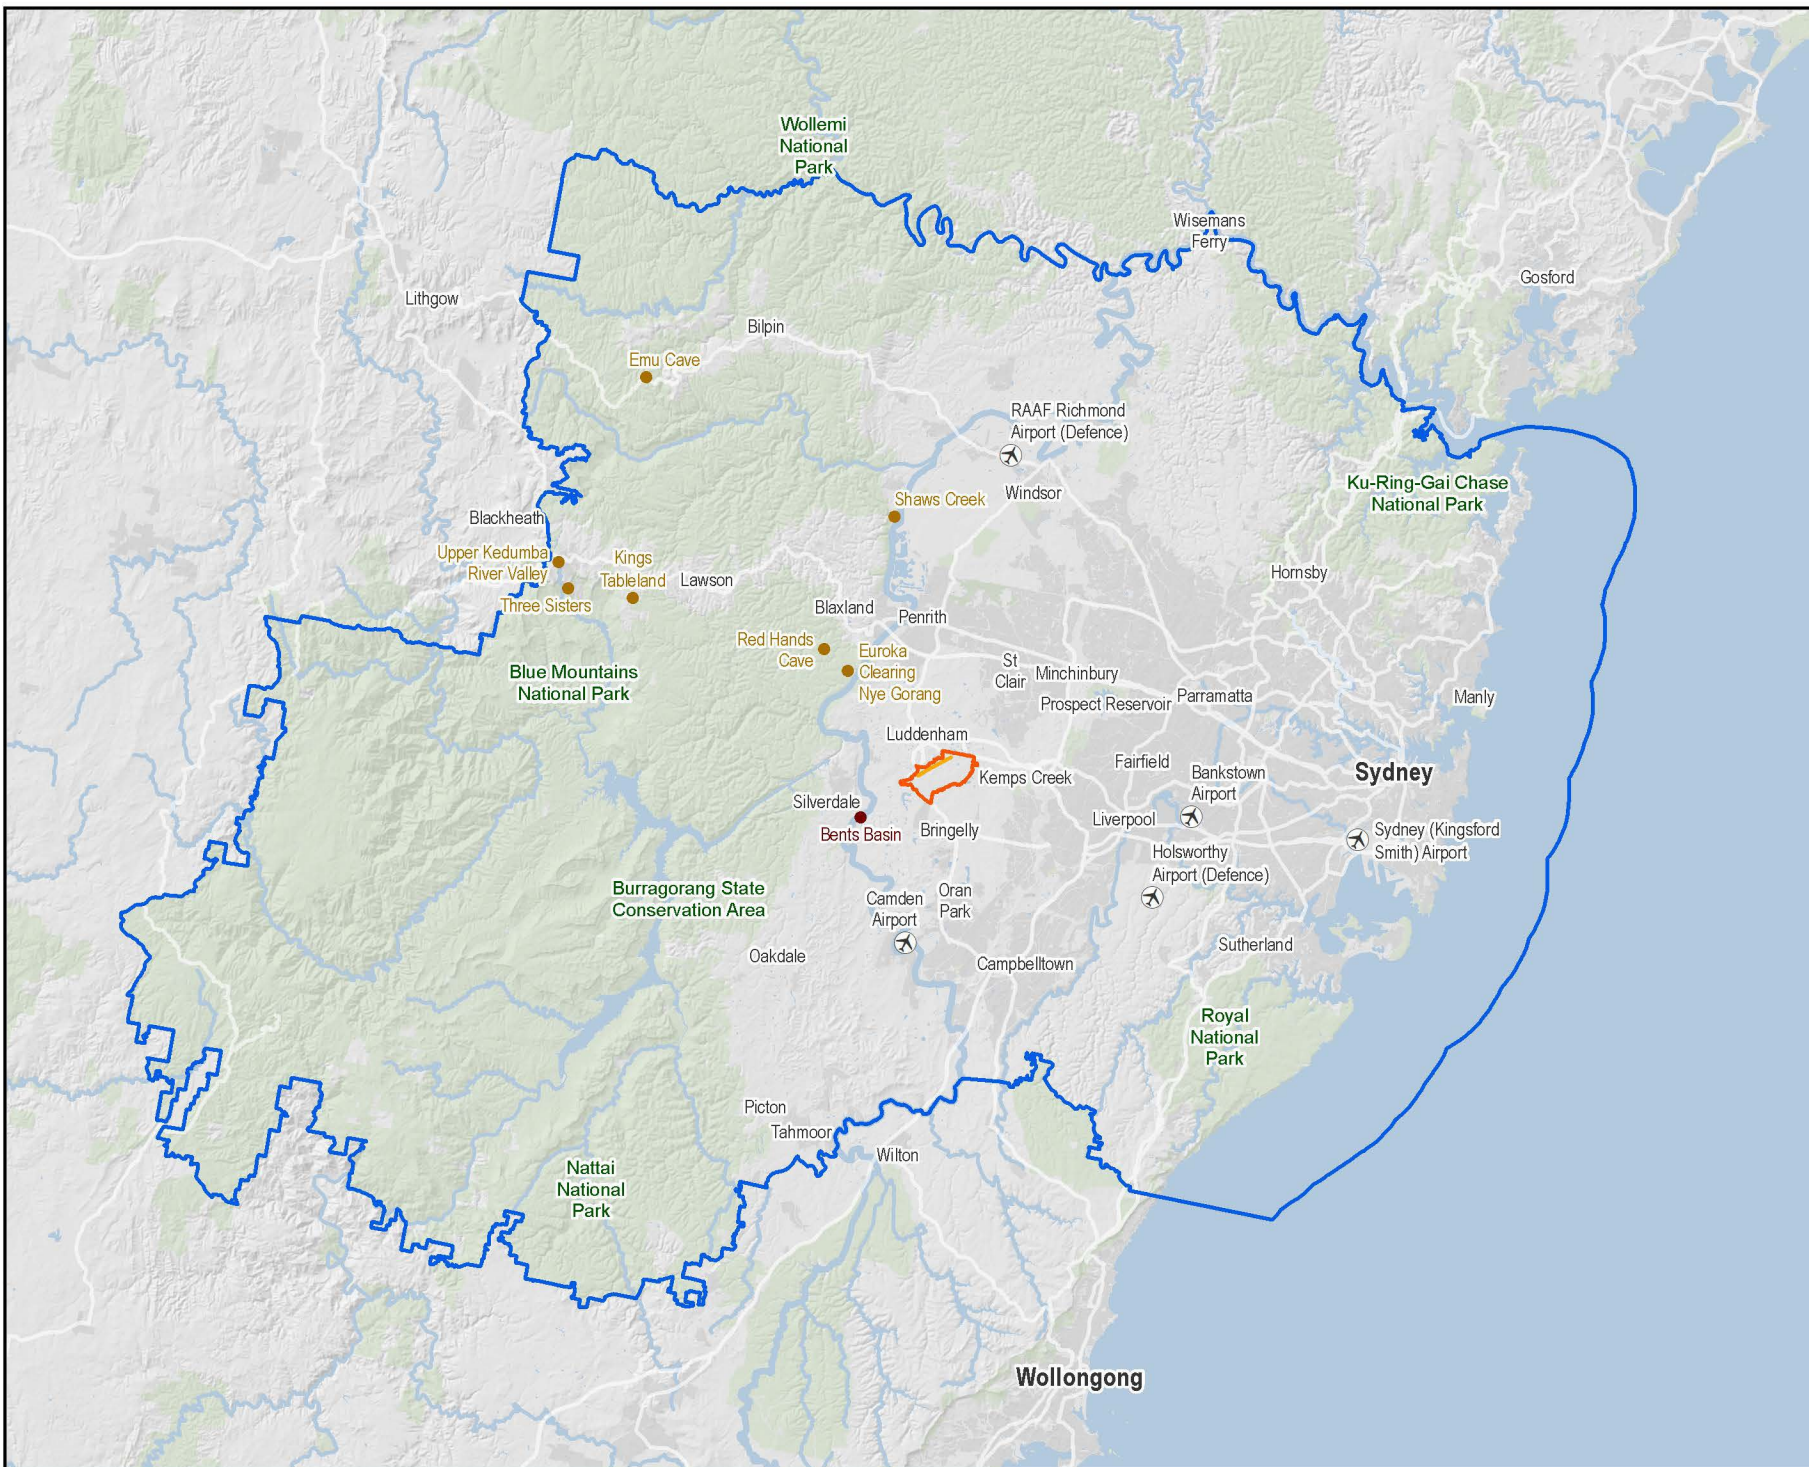 Wollemi
National
Park
Wisemans
Ferry
Gosford
Lithgow
Bilpin
Emu Cave
RAAF Richmond
Airport (Defence)
Ku-Ring-Gai Chase
National Park
Windsor
Shaws Creek
Blackheath
Upper Kedumba
River Valley
Kings
Tableland
Three Sisters
Lawson
Hornsby
Blaxland
Penrith
Red Hands
Cave
Euroka
Clearing
Nye Gorang
St
Clair
Minchinbury
Prospect Reservoir
Parramatta
Manly
Blue Mountains
National Park
Luddenham
Kemps Creek
Fairfield
Bankstown
Airport
Sydney
Silverdale
Bents Basin
Bringelly
Liverpool
Sydney (Kingsford
Smith) Airport
Holsworthy
Airport (Defence)
Burragorang State
Conservation Area
Camden
Airport
Oran
Park
Oakdale
Campbelltown
Sutherland
Royal
National
Park
Picton
Tahmoor
Wilton
Nattai
National
Park
Wollongong